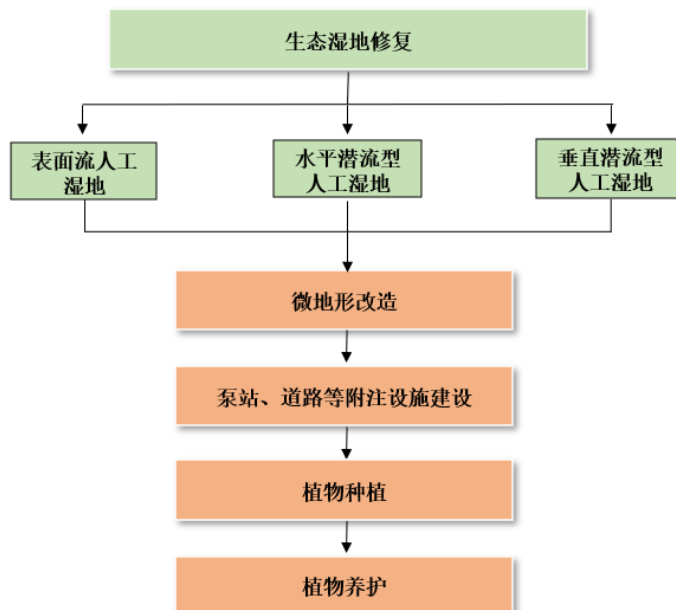 生态湿地修复
表面流人工
湿地
水平潜流型
人工湿地
垂直潜流型
人工湿地
微地形改造
泵站、道路等附注设施建设
植物种植
植物养护